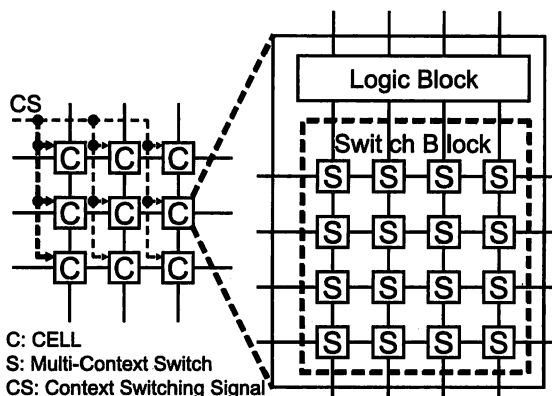 CS
C C C
C C C
C C C
Logic Block
Switch Block
S S S S
S S S S
S S S S
S S S S
C: CELL
S: Multi-Context Switch
CS: Context Switching Signal